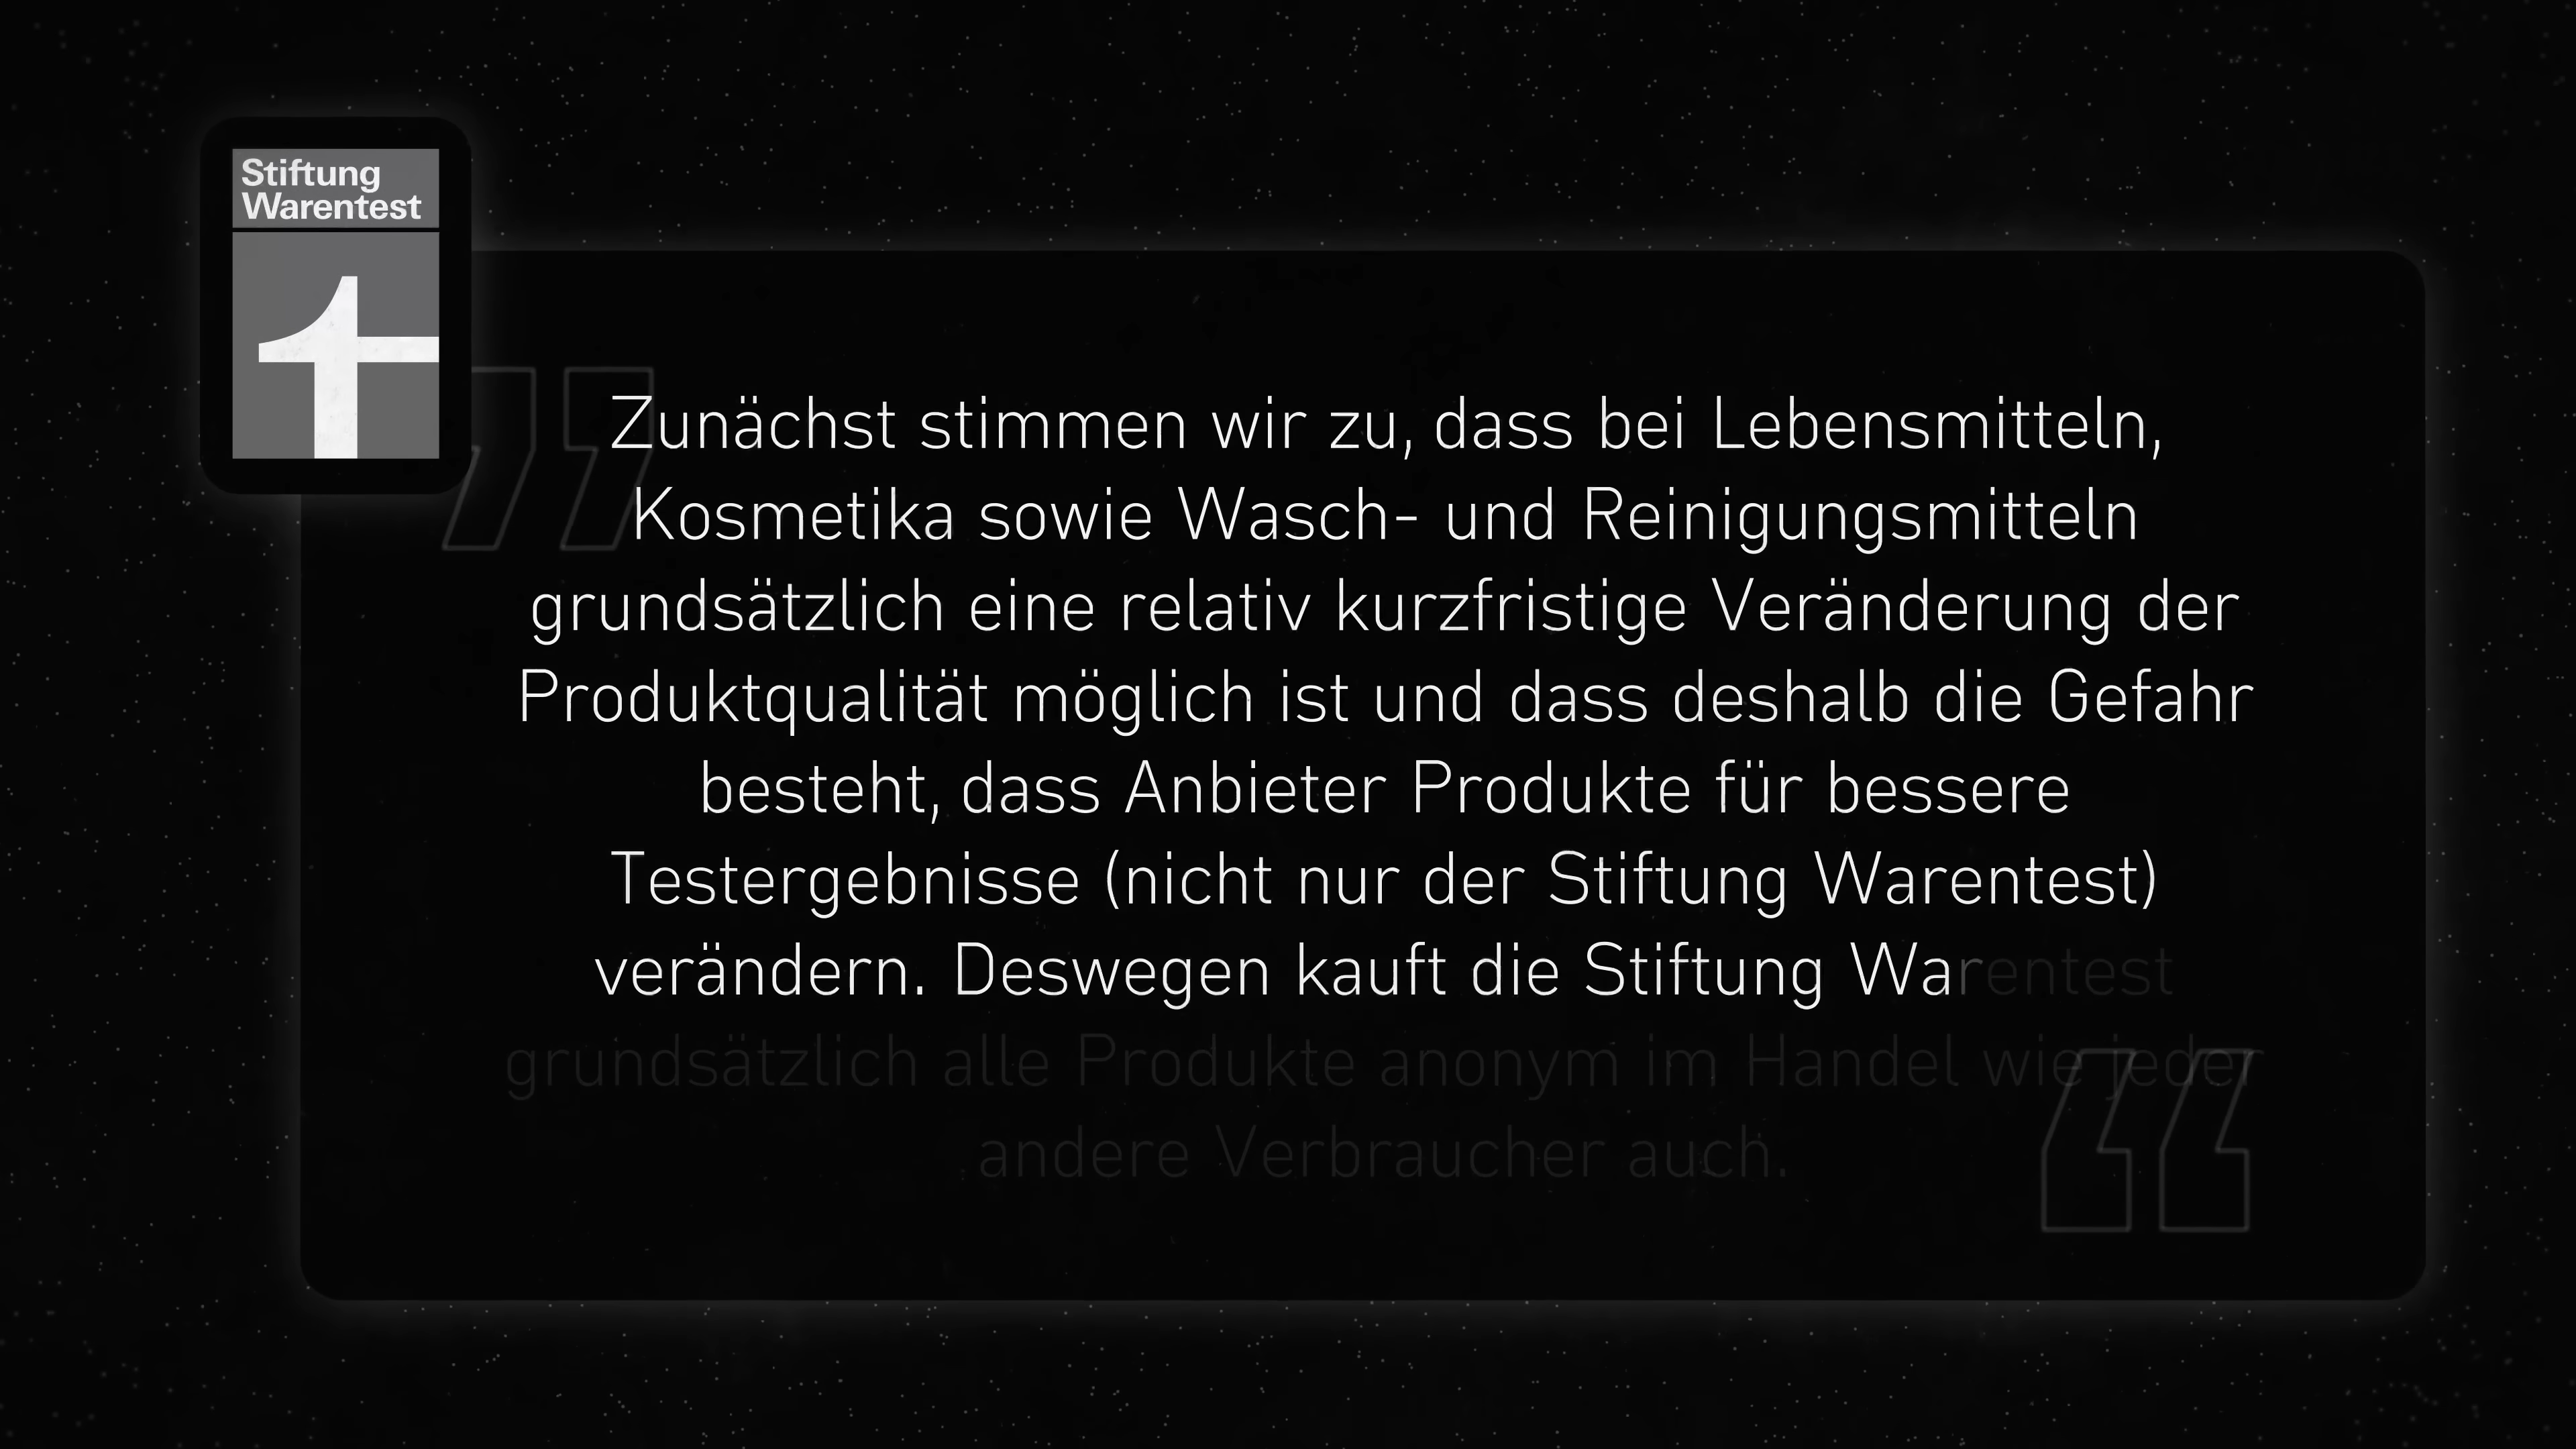 Stiftung
Warentest
Zunächst stimmen wir zu, dass bei Lebensmitteln,
Kosmetika sowie Wasch- und Reinigungsmitteln
grundsätzlich eine relativ kurzfristige Veränderung der
Produktqualität möglich ist und dass deshalb die Gefahr
besteht, dass Anbieter Produkte für bessere
Testergebnisse (nicht nur der Stiftung Warentest)
verändern. Deswegen kauft die Stiftung Warentest
grundsätzlich alle Produkte anonym im Handel wie jeder
andere Verbraucher auch.